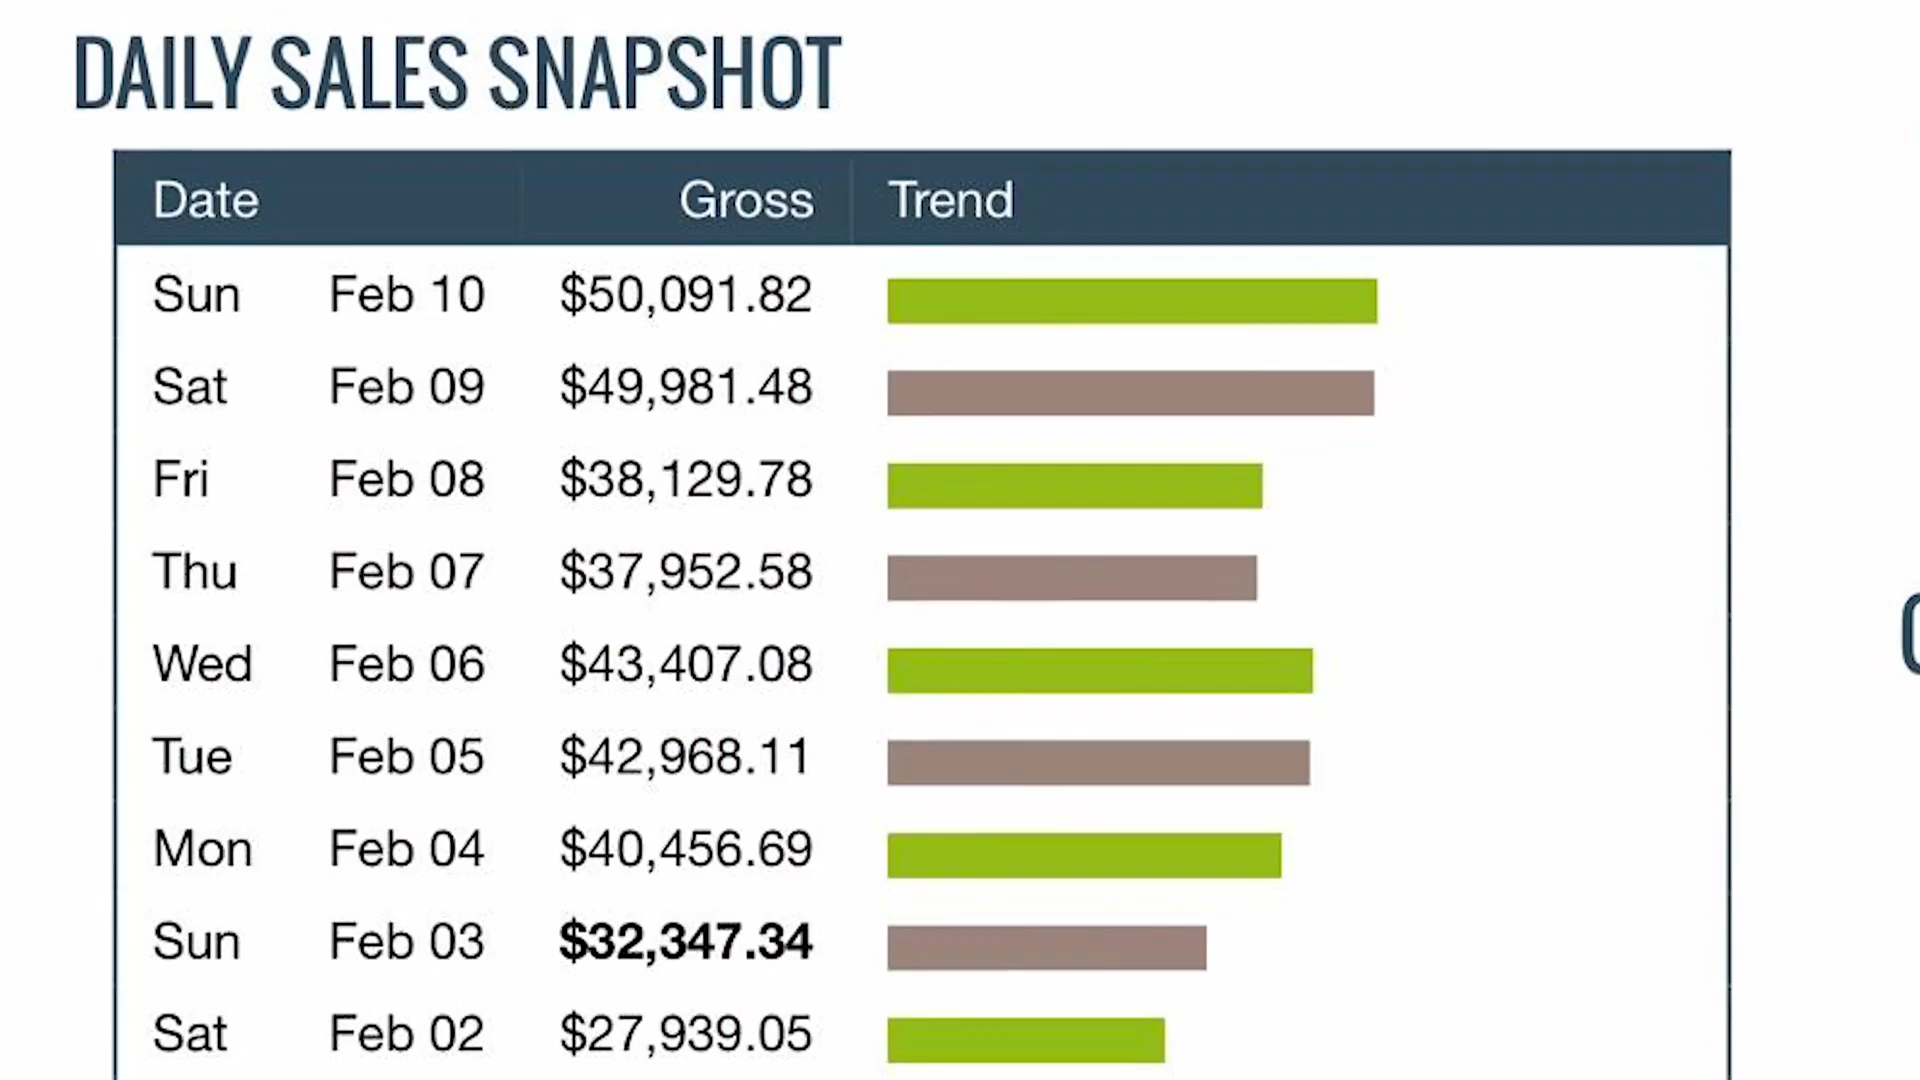 DAILY SALES SNAPSHOT
Date Gross Trend
Sun Feb 10 $50,091.82
Sat Feb 09 $49,981.48
Fri Feb 08 $38,129.78
Thu Feb 07 $37,952.58
Wed Feb 06 $43,407.08
Tue Feb 05 $42,968.11
Mon Feb 04 $40,456.69
Sun Feb 03 $32,347.34
Sat Feb 02 $27,939.05